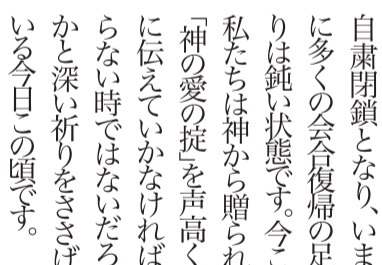 自粛閉鎖となり、いま
に多くの会合復帰の足
りは鈍い状態です。今こ
私たちは神から贈られ
「神の愛の掟」を声高く
に伝えていかなければ
らない時ではないだろ
かと深い祈りをささげ
いる今日この頃です。